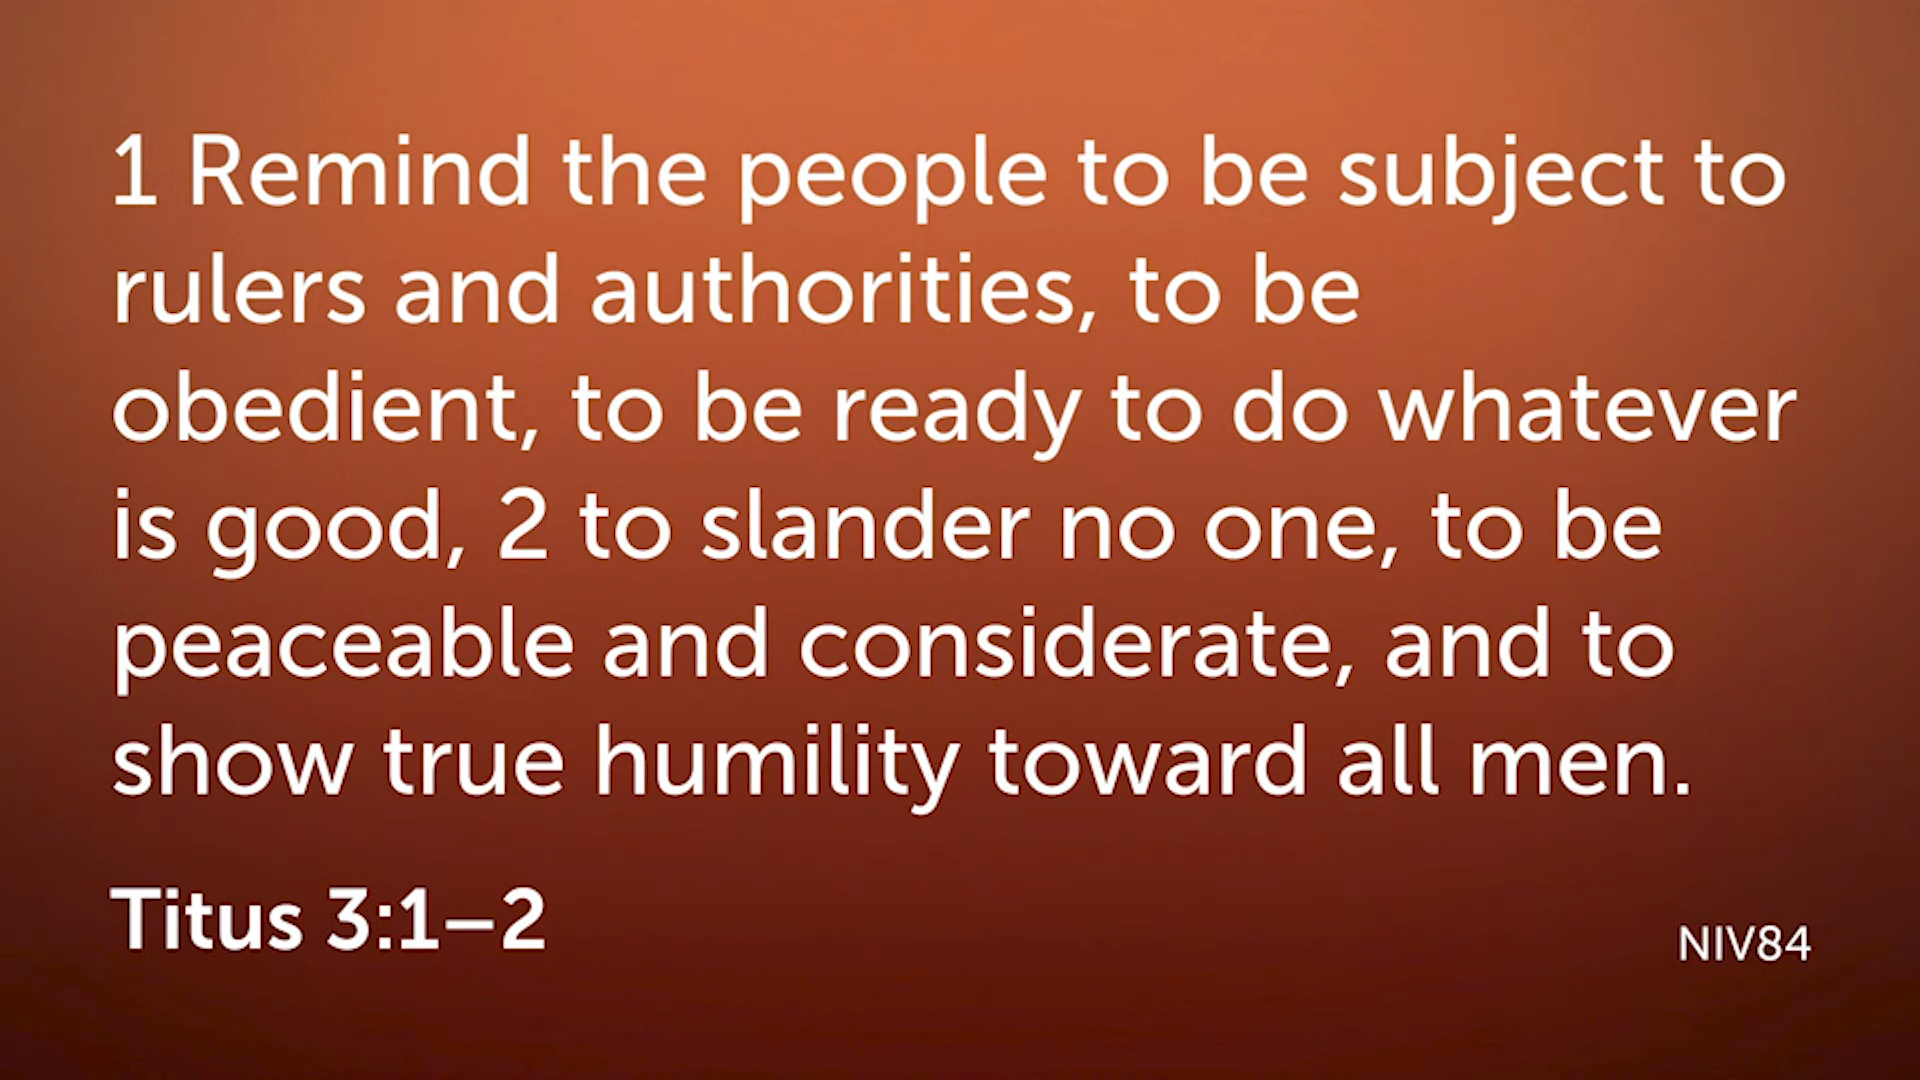 1 Remind the people to be subject to
rulers and authorities, to be
obedient, to be ready to do whatever
is good, 2 to slander no one, to be
peaceable and considerate, and to
show true humility toward all men.
Titus 3:1–2
NIV84